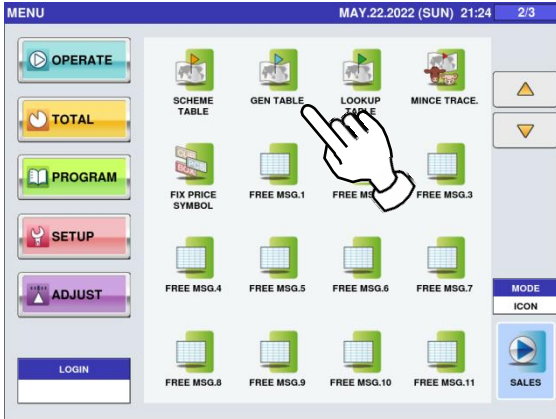 MENU
MAY.22.2022 (SUN) 21:24
2/3
OPERATE
TOTAL
PROGRAM
SETUP
ADJUST
LOGIN
SCHEME
TABLE
GEN TABLE
LOOKUP
TABLE
MINCE TRACE.
FIX PRICE
SYMBOL
FREE MSG.1
FREE MS
FREE MSG.3
FREE MSG.4
FREE MSG.5
FREE MSG.6
FREE MSG.7
FREE MSG.8
FREE MSG.9
FREE MSG.10
FREE MSG.11
MODE
ICON
SALES